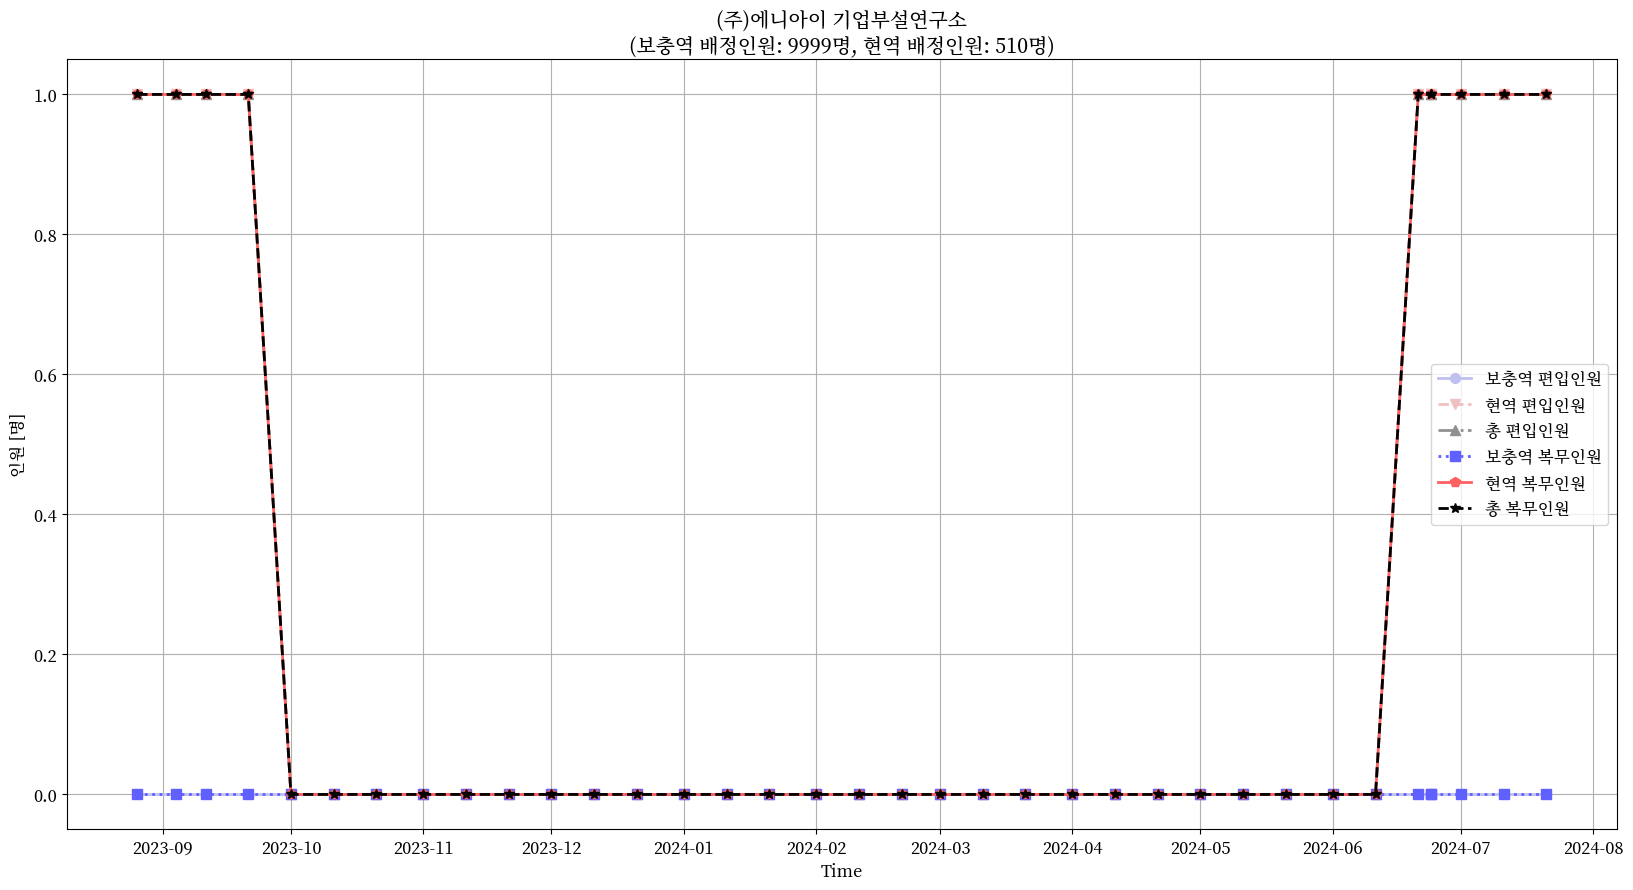 (주)에니아이 기업부설연구소
(보충역 배정인원: 9999명, 현역 배정인원: 510명)
인원 [명]
1.0
0.8
0.6
0.4
0.2
0.0
보충역 편입인원
현역 편입인원
총 편입인원
보충역 복무인원
현역 복무인원
총 복무인원
2023-09 2023-10 2023-11 2023-12 2024-01 2024-02 2024-03 2024-04 2024-05 2024-06 2024-07 2024-08
Time